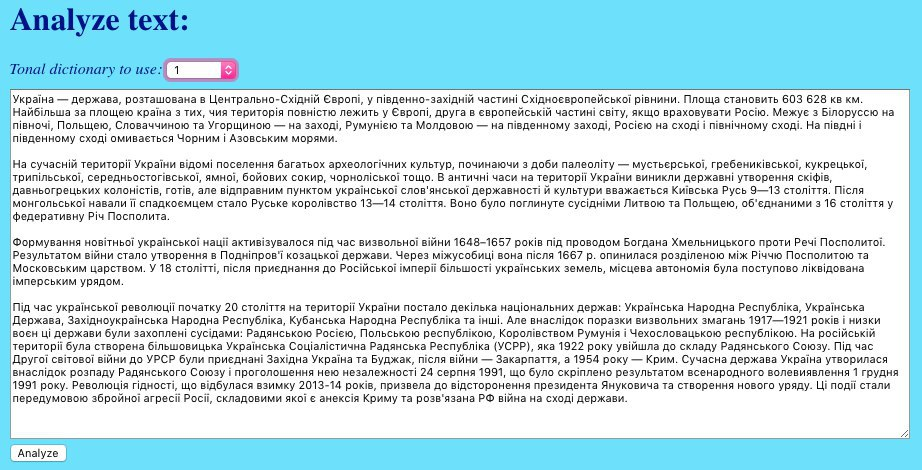 Analyze text:
Tonal dictionary to use: 1
Україна — держава, розташована в Центрально-Східній Європі, у південно-західній частині Східноєвропейської рівнини. Площа становить 603 628 кв км.
Найбільша за площею країна з тих, чия територія повністю лежить у Європі, друга в європейській частині світу, якщо враховувати Росію. Межує з Білоруссю на
півночі, Польщею, Словаччиною та Угорщиною — на заході, Румунією та Молдовою — на південному заході, Росією на сході і північному сході. На півдні і
південному сході омивається Чорним і Азовським морями.
На сучасній території України відомі поселення багатьох археологічних культур, починаючи з доби палеоліту — мустьєрської, гребениківської, кукрецької,
трипільської, середньостогівської, ямної, бойових сокир, чорноліської тощо. В античні часи на території України виникли державні утворення скіфів,
давньогрецьких колоністів, готів, але відправним пунктом української слов'янської державності й культури вважається Київська Русь 9—13 століття. Після
монгольської навали її спадкоємцем стало Руське королівство 13—14 століття. Воно було поглинуте сусідніми Литвою та Польщею, об'єднаними з 16 століття у
федеративну Річ Посполита.
Формування новітньої української нації активізувалося під час визвольної війни 1648–1657 років під проводом Богдана Хмельницького проти Речі Посполитої.
Результатом війни стало утворення в Подніпров'ї козацької держави. Через міжусобиці вона після 1667 р. опинилася розділеною між Річчю Посполитою та
Московським царством. У 18 столітті, після приєднання до Російської імперії більшості українських земель, місцева автономія була поступово ліквідована
імперським урядом.
Під час української революції початку 20 століття на території України постало декілька національних держав: Українська Народна Республіка, Українська
Держава, Західноукраїнська Народна Республіка, Кубанська Народна Республіка та інші. Але внаслідок поразки визвольних змагань 1917—1921 років і низки
воєн ці держави були захоплені сусідами: Радянською Росією, Польською республікою, Королівством Румунія і Чехословацькою республікою. На російській
території була створена більшовицька Українська Соціалістична Радянська Республіка (УСРР), яка 1922 року увійшла до складу Радянського Союзу. Під час
Другої світової війни до УРСР були приєднані Західна Україна та Буджак, після війни — Закарпаття, а 1954 року — Крим. Сучасна держава Україна утворилася
внаслідок розпаду Радянського Союзу і проголошення нею незалежності 24 серпня 1991, що було скріплено результатом всенародного волевиявлення 1 грудня
1991 року. Революція гідності, що відбулася взимку 2013-14 років, призвела до відсторонення президента Януковича та створення нового уряду. Ці події стали
передумовою збройної агресії Росії, складовими якої є анексія Криму та розв'язана РФ війна на сході держави.
Analyze